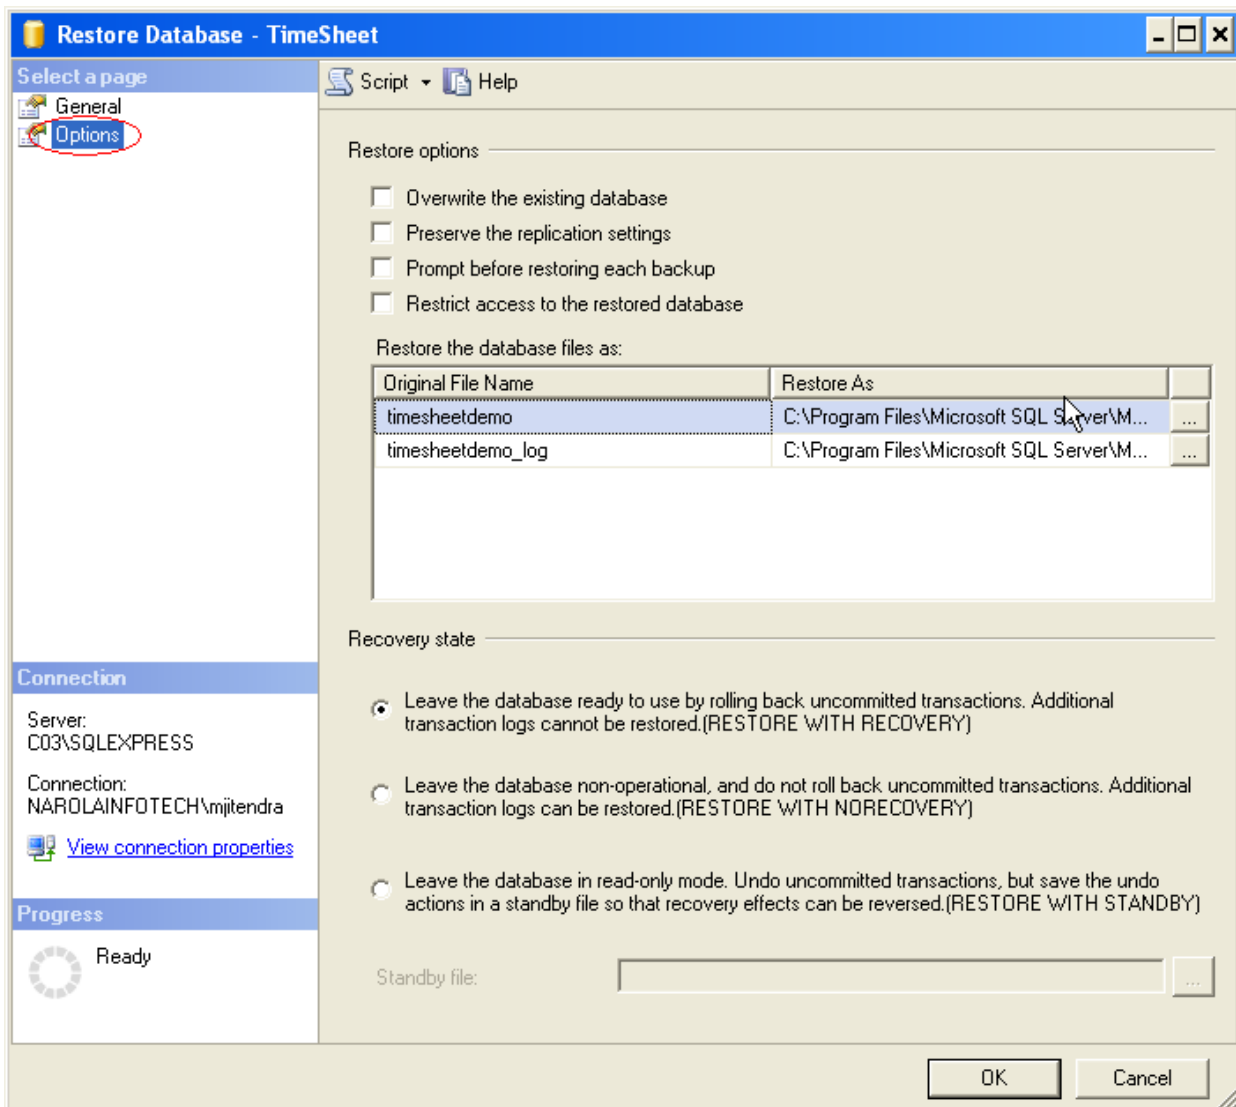 Restore Database - TimeSheet
Select a page
General
Options
Script
Help
Restore options
Overwrite the existing database
Preserve the replication settings
Prompt before restoring each backup
Restrict access to the restored database
Restore the database files as:
Original File Name
Restore As
timesheetdemo
C:\Program Files\Microsoft SQL Server\M...
...
timesheetdemo_log
C:\Program Files\Microsoft SQL Server\M...
...
Recovery state
Leave the database ready to use by rolling back uncommitted transactions. Additional
transaction logs cannot be restored.(RESTORE WITH RECOVERY)
Leave the database non-operational, and do not roll back uncommitted transactions. Additional
transaction logs can be restored.(RESTORE WITH NORECOVERY)
Leave the database in read-only mode. Undo uncommitted transactions, but save the undo
actions in a standby file so that recovery effects can be reversed.(RESTORE WITH STANDBY)
Standby file:
...
Connection
Server:
C03\SQLEXPRESS
Connection:
NAROLAINFOTECH\mjitendra
View connection properties
Progress
Ready
OK
Cancel